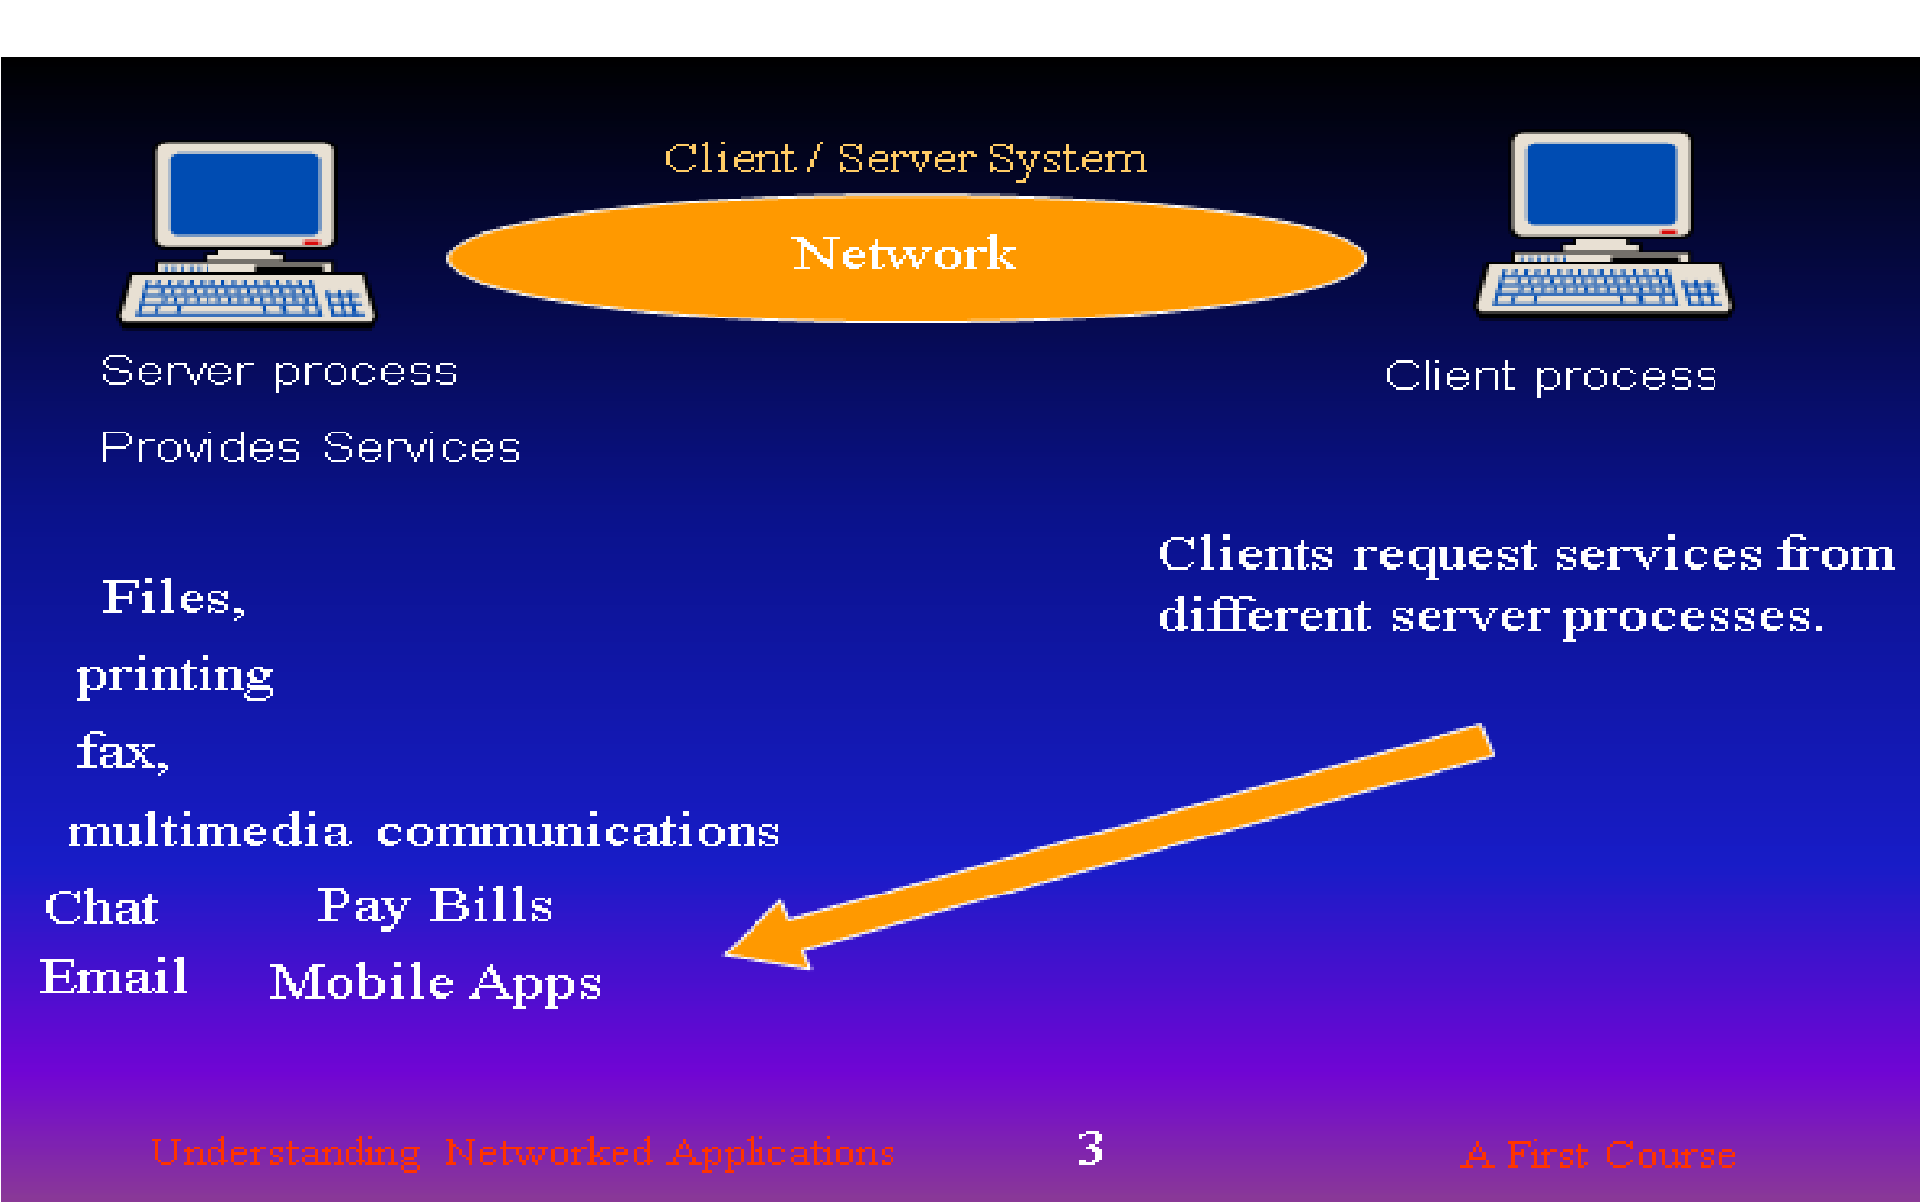 Client / Server System
Network
Server process
Client process
Provides Services
Clients request services from
different server processes.
Files,
printing
fax,
multimedia communications
Chat Pay Bills
Email Mobile Apps
Understanding Networked Applications 3 A First Course